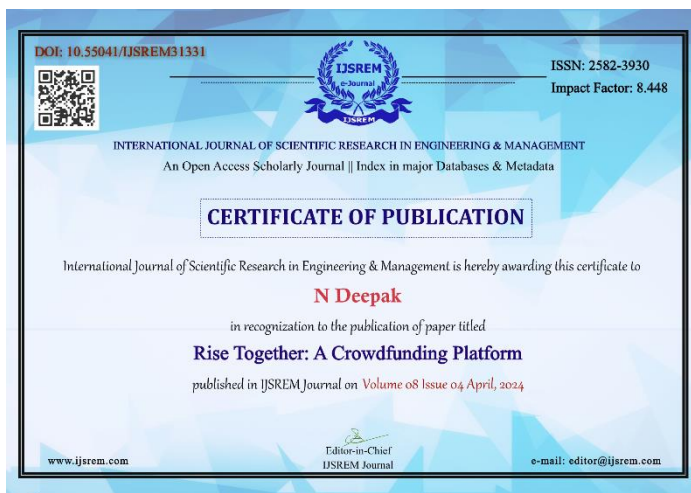 DOI: 10.55041/IJSREM31331
IJSREM
e-Journal
IJSREM
ISSN: 2582-3930
Impact Factor: 8.448
INTERNATIONAL JOURNAL OF SCIENTIFIC RESEARCH IN ENGINEERING & MANAGEMENT
An Open Access Scholarly Journal || Index in major Databases & Metadata
CERTIFICATE OF PUBLICATION
International Journal of Scientific Research in Engineering & Management is hereby awarding this certificate to
N Deepak
in recognization to the publication of paper titled
Rise Together: A Crowdfunding Platform
published in IJSREM Journal on Volume 08 Issue 04 April, 2024
Editor-in-Chief
IJSREM Journal
www.ijsrem.com
e-mail: editor@ijsrem.com